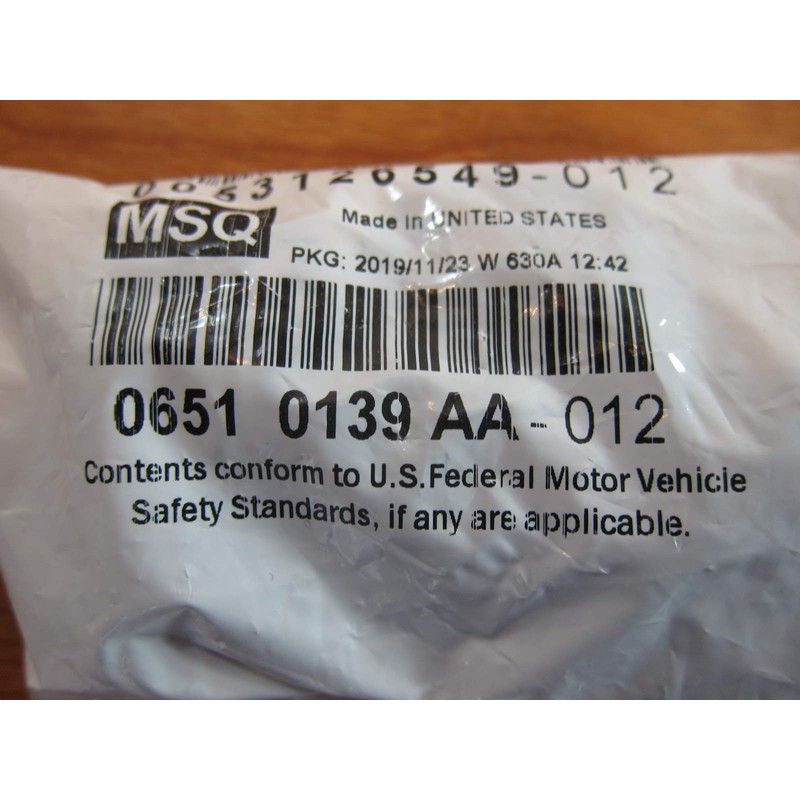 0053126549-012
MSQ
Made in UNITED STATES
PKG: 2019/11/23 W 630A 12:42
0651 0139 AA - 012
Contents conform to U.S. Federal Motor Vehicle
Safety Standards, if any are applicable.